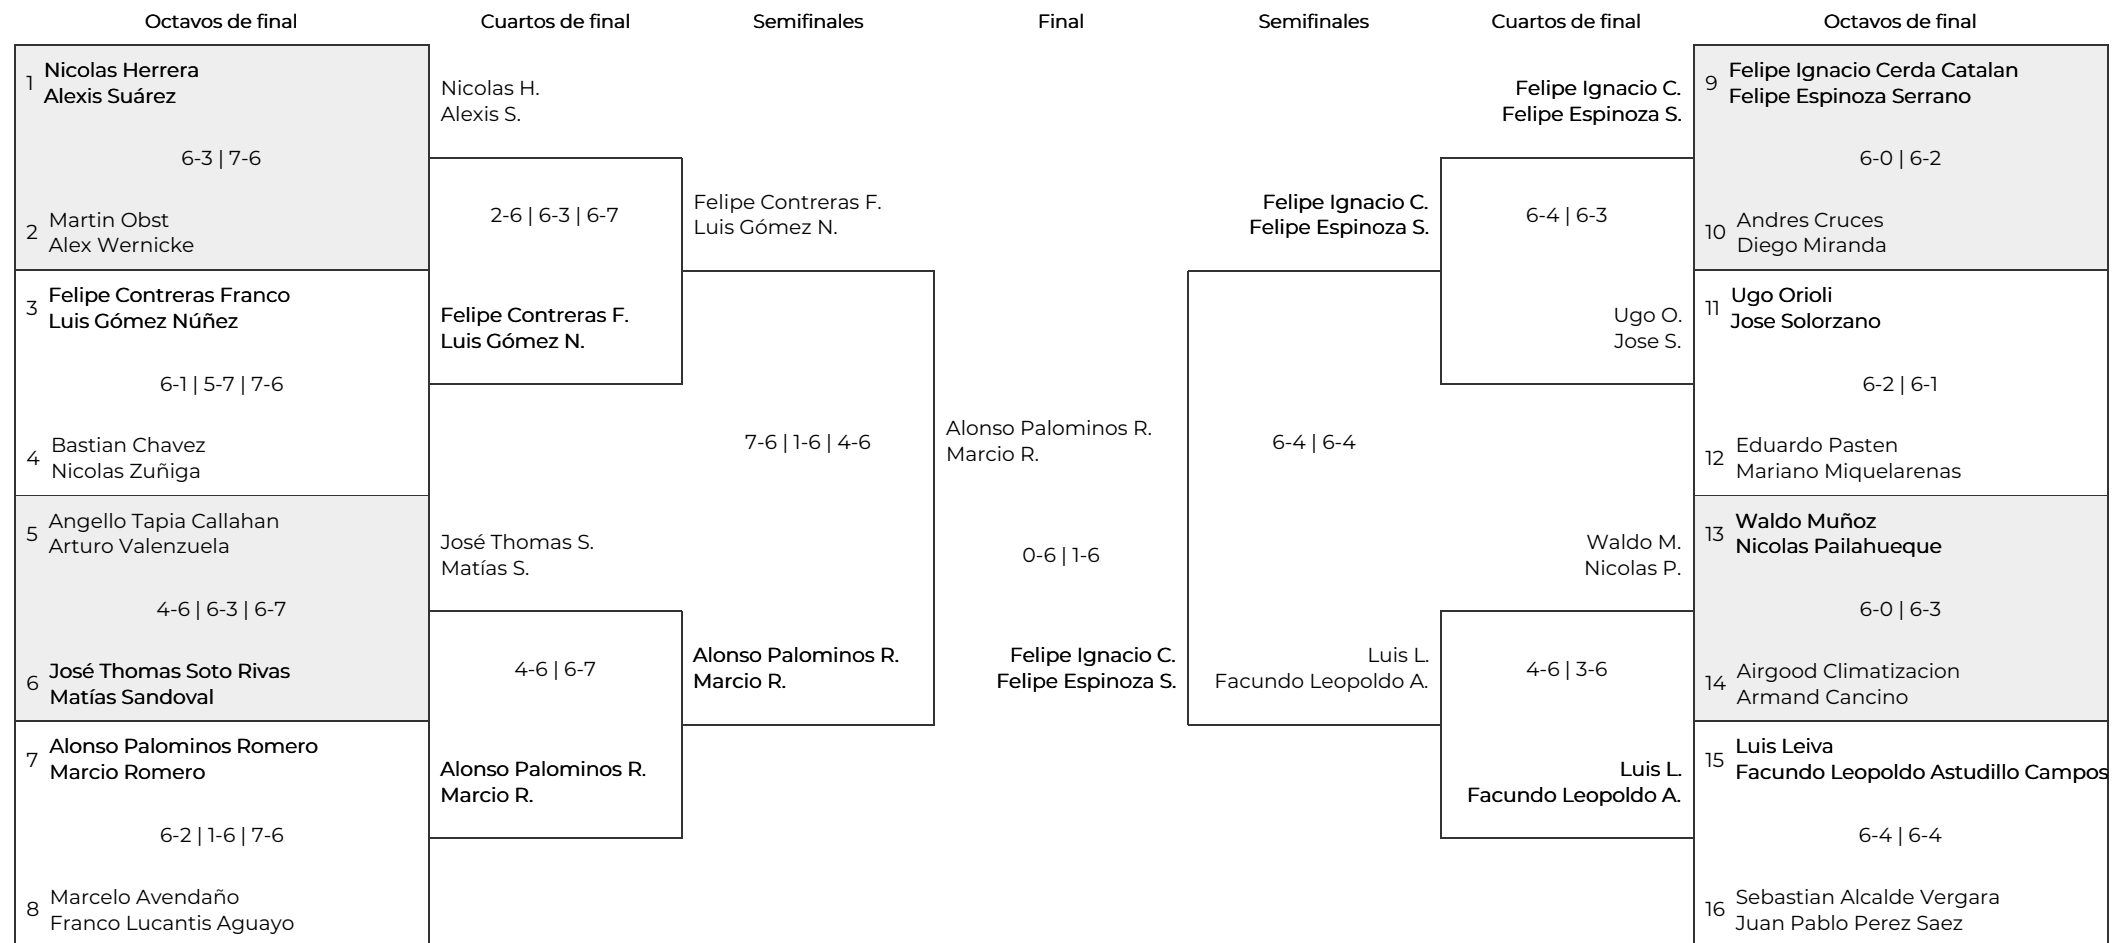 Octavos de final
Cuartos de final
Semifinales
Final
Semifinales
Cuartos de final
Octavos de final
1
Nicolas Herrera
Alexis Suárez
6-3 | 7-6
2
Martin Obst
Alex Wernicke
3
Felipe Contreras Franco
Luis Gómez Núñez
6-1 | 5-7 | 7-6
4
Bastian Chavez
Nicolas Zuñiga
5
Angello Tapia Callahan
Arturo Valenzuela
4-6 | 6-3 | 6-7
6
José Thomas Soto Rivas
Matías Sandoval
7
Alonso Palominos Romero
Marcio Romero
6-2 | 1-6 | 7-6
8
Marcelo Avendaño
Franco Lucantis Aguayo
Nicolas H.
Alexis S.
2-6 | 6-3 | 6-7
Felipe Contreras F.
Luis Gómez N.
José Thomas S.
Matías S.
4-6 | 6-7
Alonso Palominos R.
Marcio R.
Felipe Contreras F.
Luis Gómez N.
7-6 | 1-6 | 4-6
Alonso Palominos R.
Marcio R.
Alonso Palominos R.
Marcio R.
0-6 | 1-6
Felipe Ignacio C.
Felipe Espinoza S.
Felipe Ignacio C.
Felipe Espinoza S.
6-4 | 6-4
Luis L.
Facundo Leopoldo A.
Felipe Ignacio C.
Felipe Espinoza S.
6-4 | 6-3
Ugo O.
Jose S.
Waldo M.
Nicolas P.
4-6 | 3-6
Luis L.
Facundo Leopoldo A.
9
Felipe Ignacio Cerda Catalan
Felipe Espinoza Serrano
6-0 | 6-2
10
Andres Cruces
Diego Miranda
11
Ugo Orioli
Jose Solorzano
6-2 | 6-1
12
Eduardo Pasten
Mariano Miquelarenas
13
Waldo Muñoz
Nicolas Pailahueque
6-0 | 6-3
14
Airgood Climatizacion
Armand Cancino
15
Luis Leiva
Facundo Leopoldo Astudillo Campos
6-4 | 6-4
16
Sebastian Alcalde Vergara
Juan Pablo Perez Saez